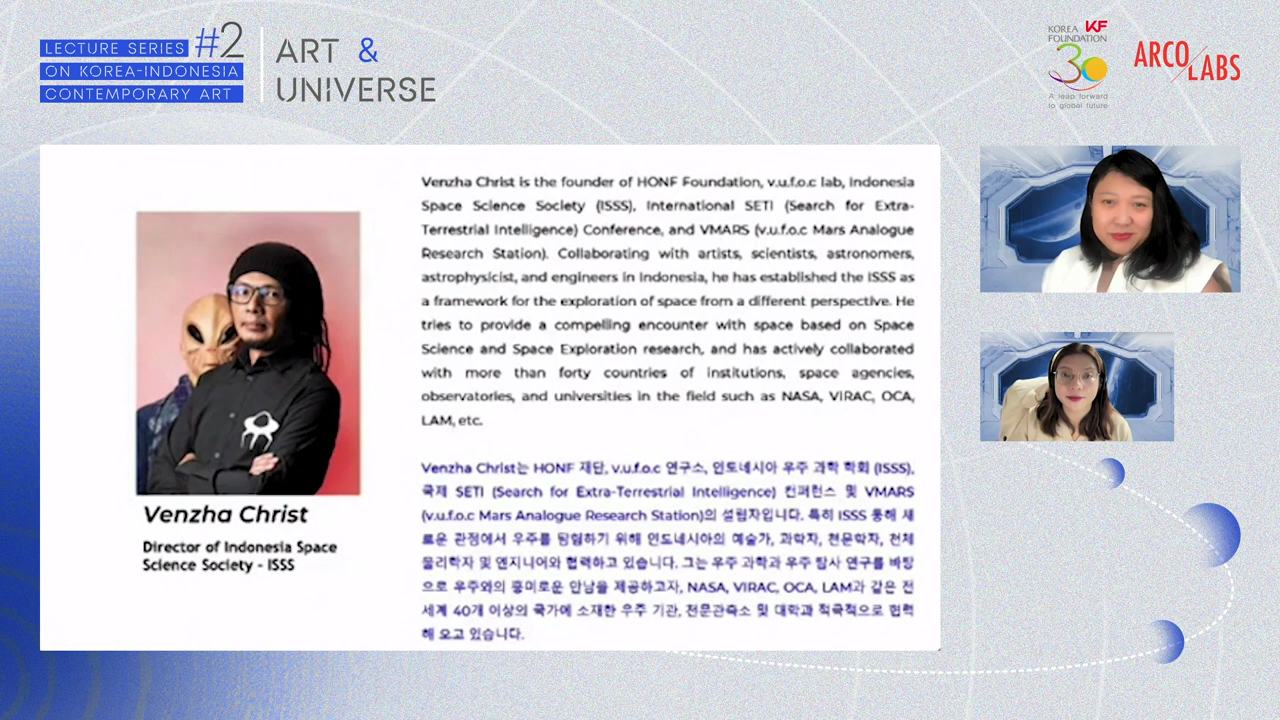 LECTURE SERIES #2
ON KOREA-INDONESIA
CONTEMPORARY ART
ART &
UNIVERSE
KOREA KF
FOUNDATION
30
A leap forward
to global future
ARCO
LABS
Venzha Christ is the founder of HONF Foundation, v.u.f.o.c lab, Indonesia
Space Science Society (ISSS), International SETI (Search for Extra-
Terrestrial Intelligence) Conference, and VMARS (v.u.f.o.c Mars Analogue
Research Station). Collaborating with artists, scientists, astronomers,
astrophysicist, and engineers in Indonesia, he has established the ISSS as
a framework for the exploration of space from a different perspective. He
tries to provide a compelling encounter with space based on Space
Science and Space Exploration research, and has actively collaborated
with more than forty countries of institutions, space agencies,
observatories, and universities in the field such as NASA, VIRAC, OCA,
LAM, etc.
Venzha Christ는 HONF 재단, v.u.f.o.c 연구소, 인도네시아 우주 과학 학회 (ISSS),
국제 SETI (Search for Extra-Terrestrial Intelligence) 컨퍼런스 및 VMARS
(v.u.f.o.c Mars Analogue Research Station)의 설립자입니다. 특히 ISSS 통해 새
로운 관점에서 우주를 탐험하기 위해 인도네시아의 예술가, 과학자, 천문학자, 천체
물리학자 및 엔지니어와 협력하고 있습니다. 그는 우주 과학과 우주 탐사 연구를 바탕
으로 우주와의 흥미로운 만남을 제공하고자, NASA, VIRAC, OCA, LAM과 같은 전
세계 40개 이상의 국가에 소재한 우주 기관, 전문관측소 및 대학과 적극적으로 협력
해 오고 있습니다.
Venzha Christ
Director of Indonesia Space
Science Society - ISSS